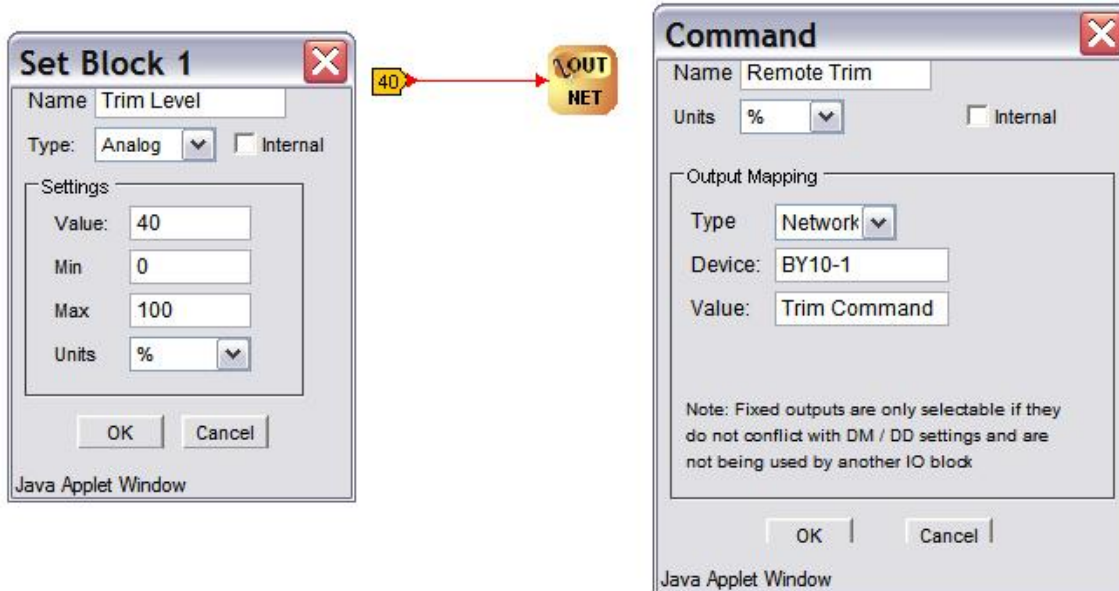 Set Block 1
Name Trim Level
Type: Analog Internal
Settings
Value: 40
Min 0
Max 100
Units %
OK Cancel
Java Applet Window
40
OUT
NET
Command
Name Remote Trim
Units % Internal
Output Mapping
Type Network
Device: BY10-1
Value: Trim Command
Note: Fixed outputs are only selectable if they
do not conflict with DM / DD settings and are
not being used by another IO block
OK Cancel
Java Applet Window